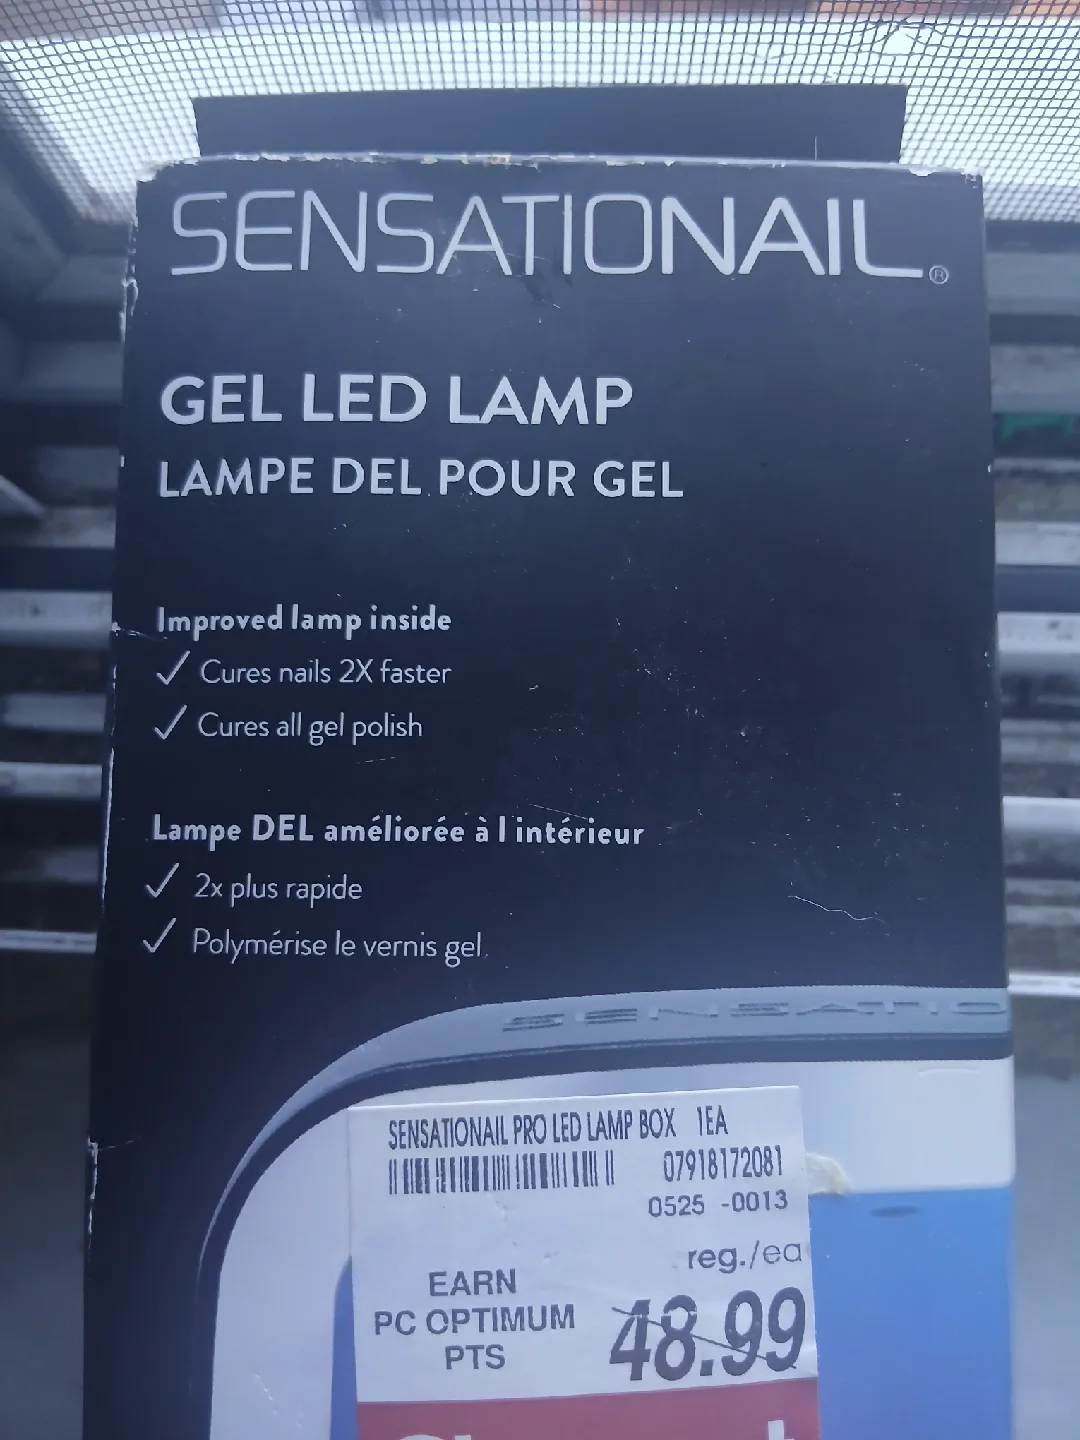 SENSATIONAIL®
GEL LED LAMP
LAMPE DEL POUR GEL
Improved lamp inside
✓ Cures nails 2X faster
✓ Cures all gel polish
Lampe DEL améliorée à l intérieur
✓ 2x plus rapide
✓ Polymérise le vernis gel.
SENSATIO
SENSATIONAIL PRO LED LAMP BOX 1EA
07918172081
0525 -0013
reg./ea
EARN
PC OPTIMUM
PTS
48.99